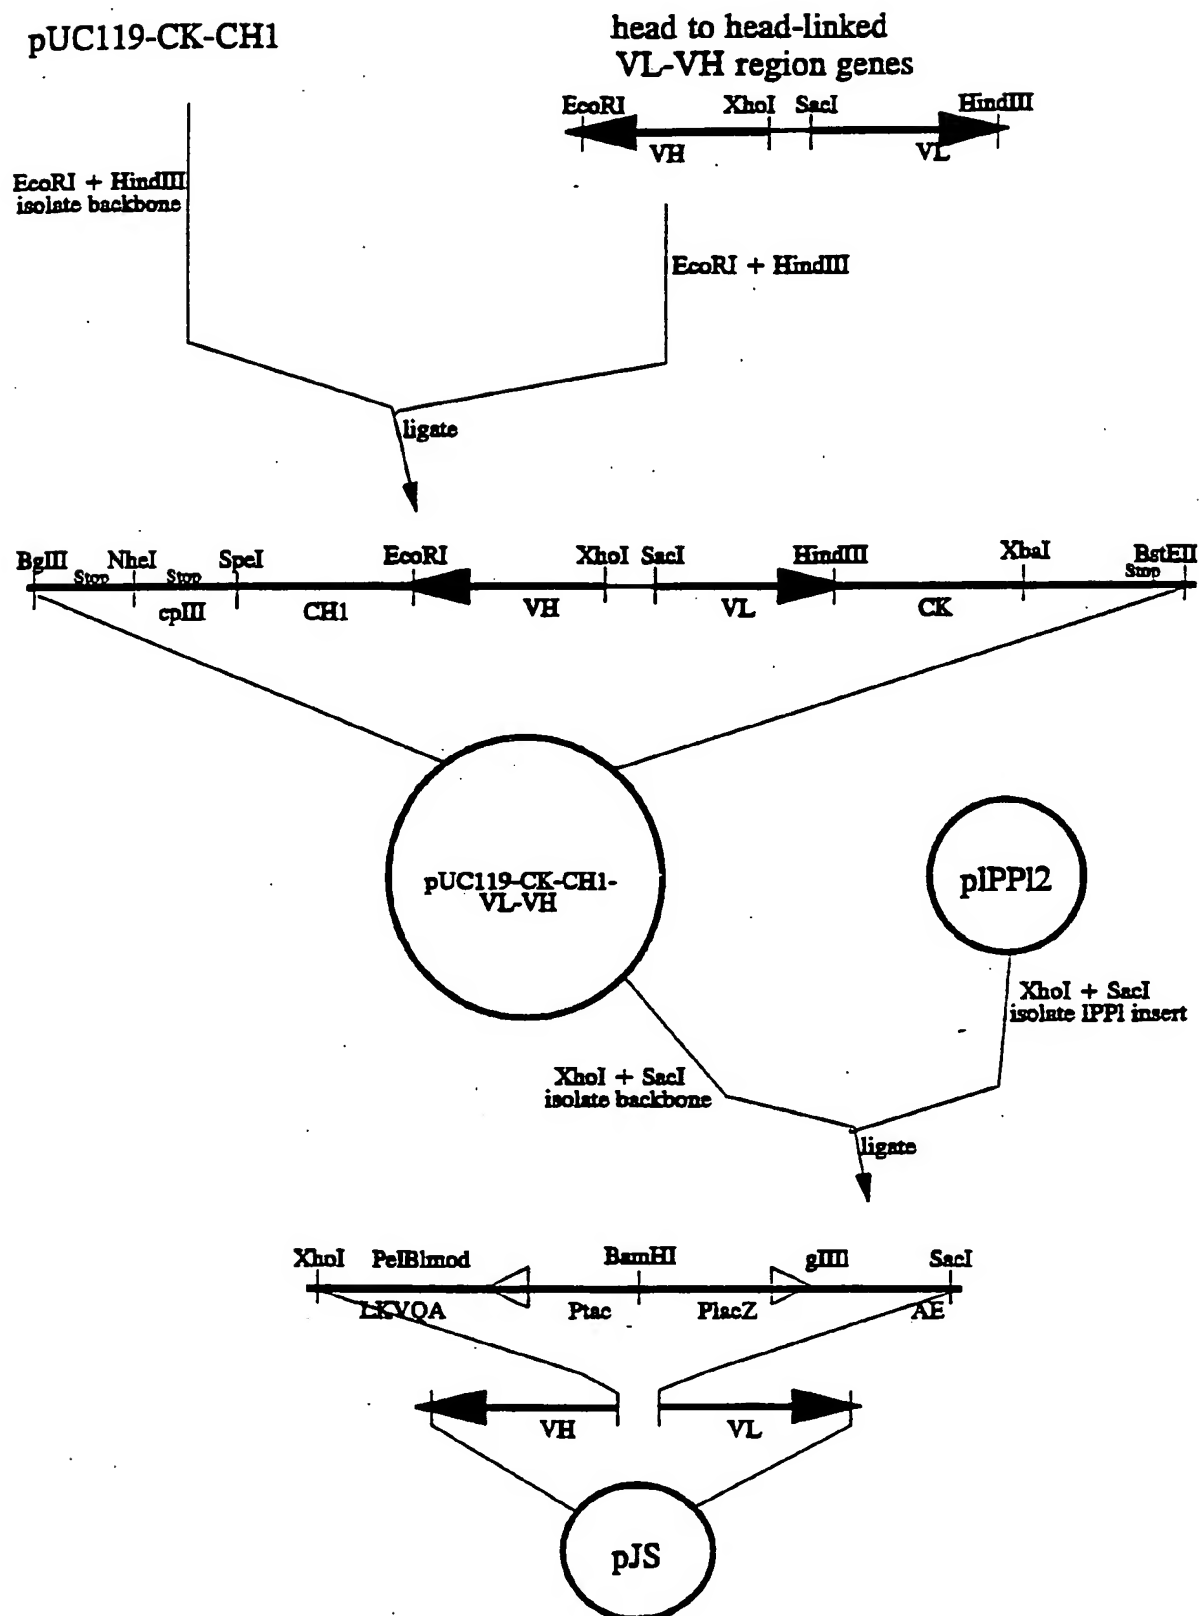 pUC119-CK-CH1
head to head-linked
VL-VH region genes
EcoRI XhoI SacI HindIII
VH VL
EcoRI + HindIII
isolate backbone
EcoRI + HindIII
ligate
BglII NheI SpeI EcoRI XhoI SacI HindIII XbaI BstEII
Stop Stop Stop
cpIII CH1 VH VL CK
pUC119-CK-CH1-
VL-VH
pIPPI2
XhoI + SacI
isolate IPPI insert
XhoI + SacI
isolate backbone
ligate
XhoI PelBlmod BamHI gIIIl SacI
LKVQA Ptac PlacZ AE
VH VL
pJS